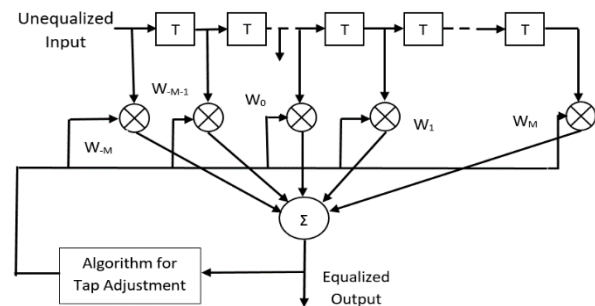 Unequalized
Input
T
T
T
T
T
W-M-1
W0
W1
WM
W-M
Σ
Algorithm for
Tap Adjustment
Equalized
Output